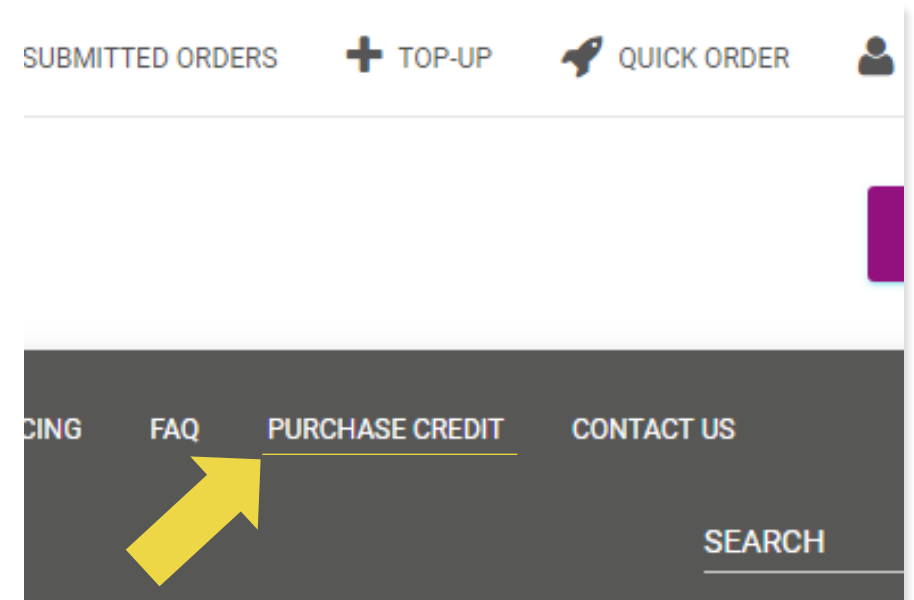 SUBMITTED ORDERS TOP-UP QUICK ORDER
CING FAQ PURCHASE CREDIT CONTACT US
SEARCH